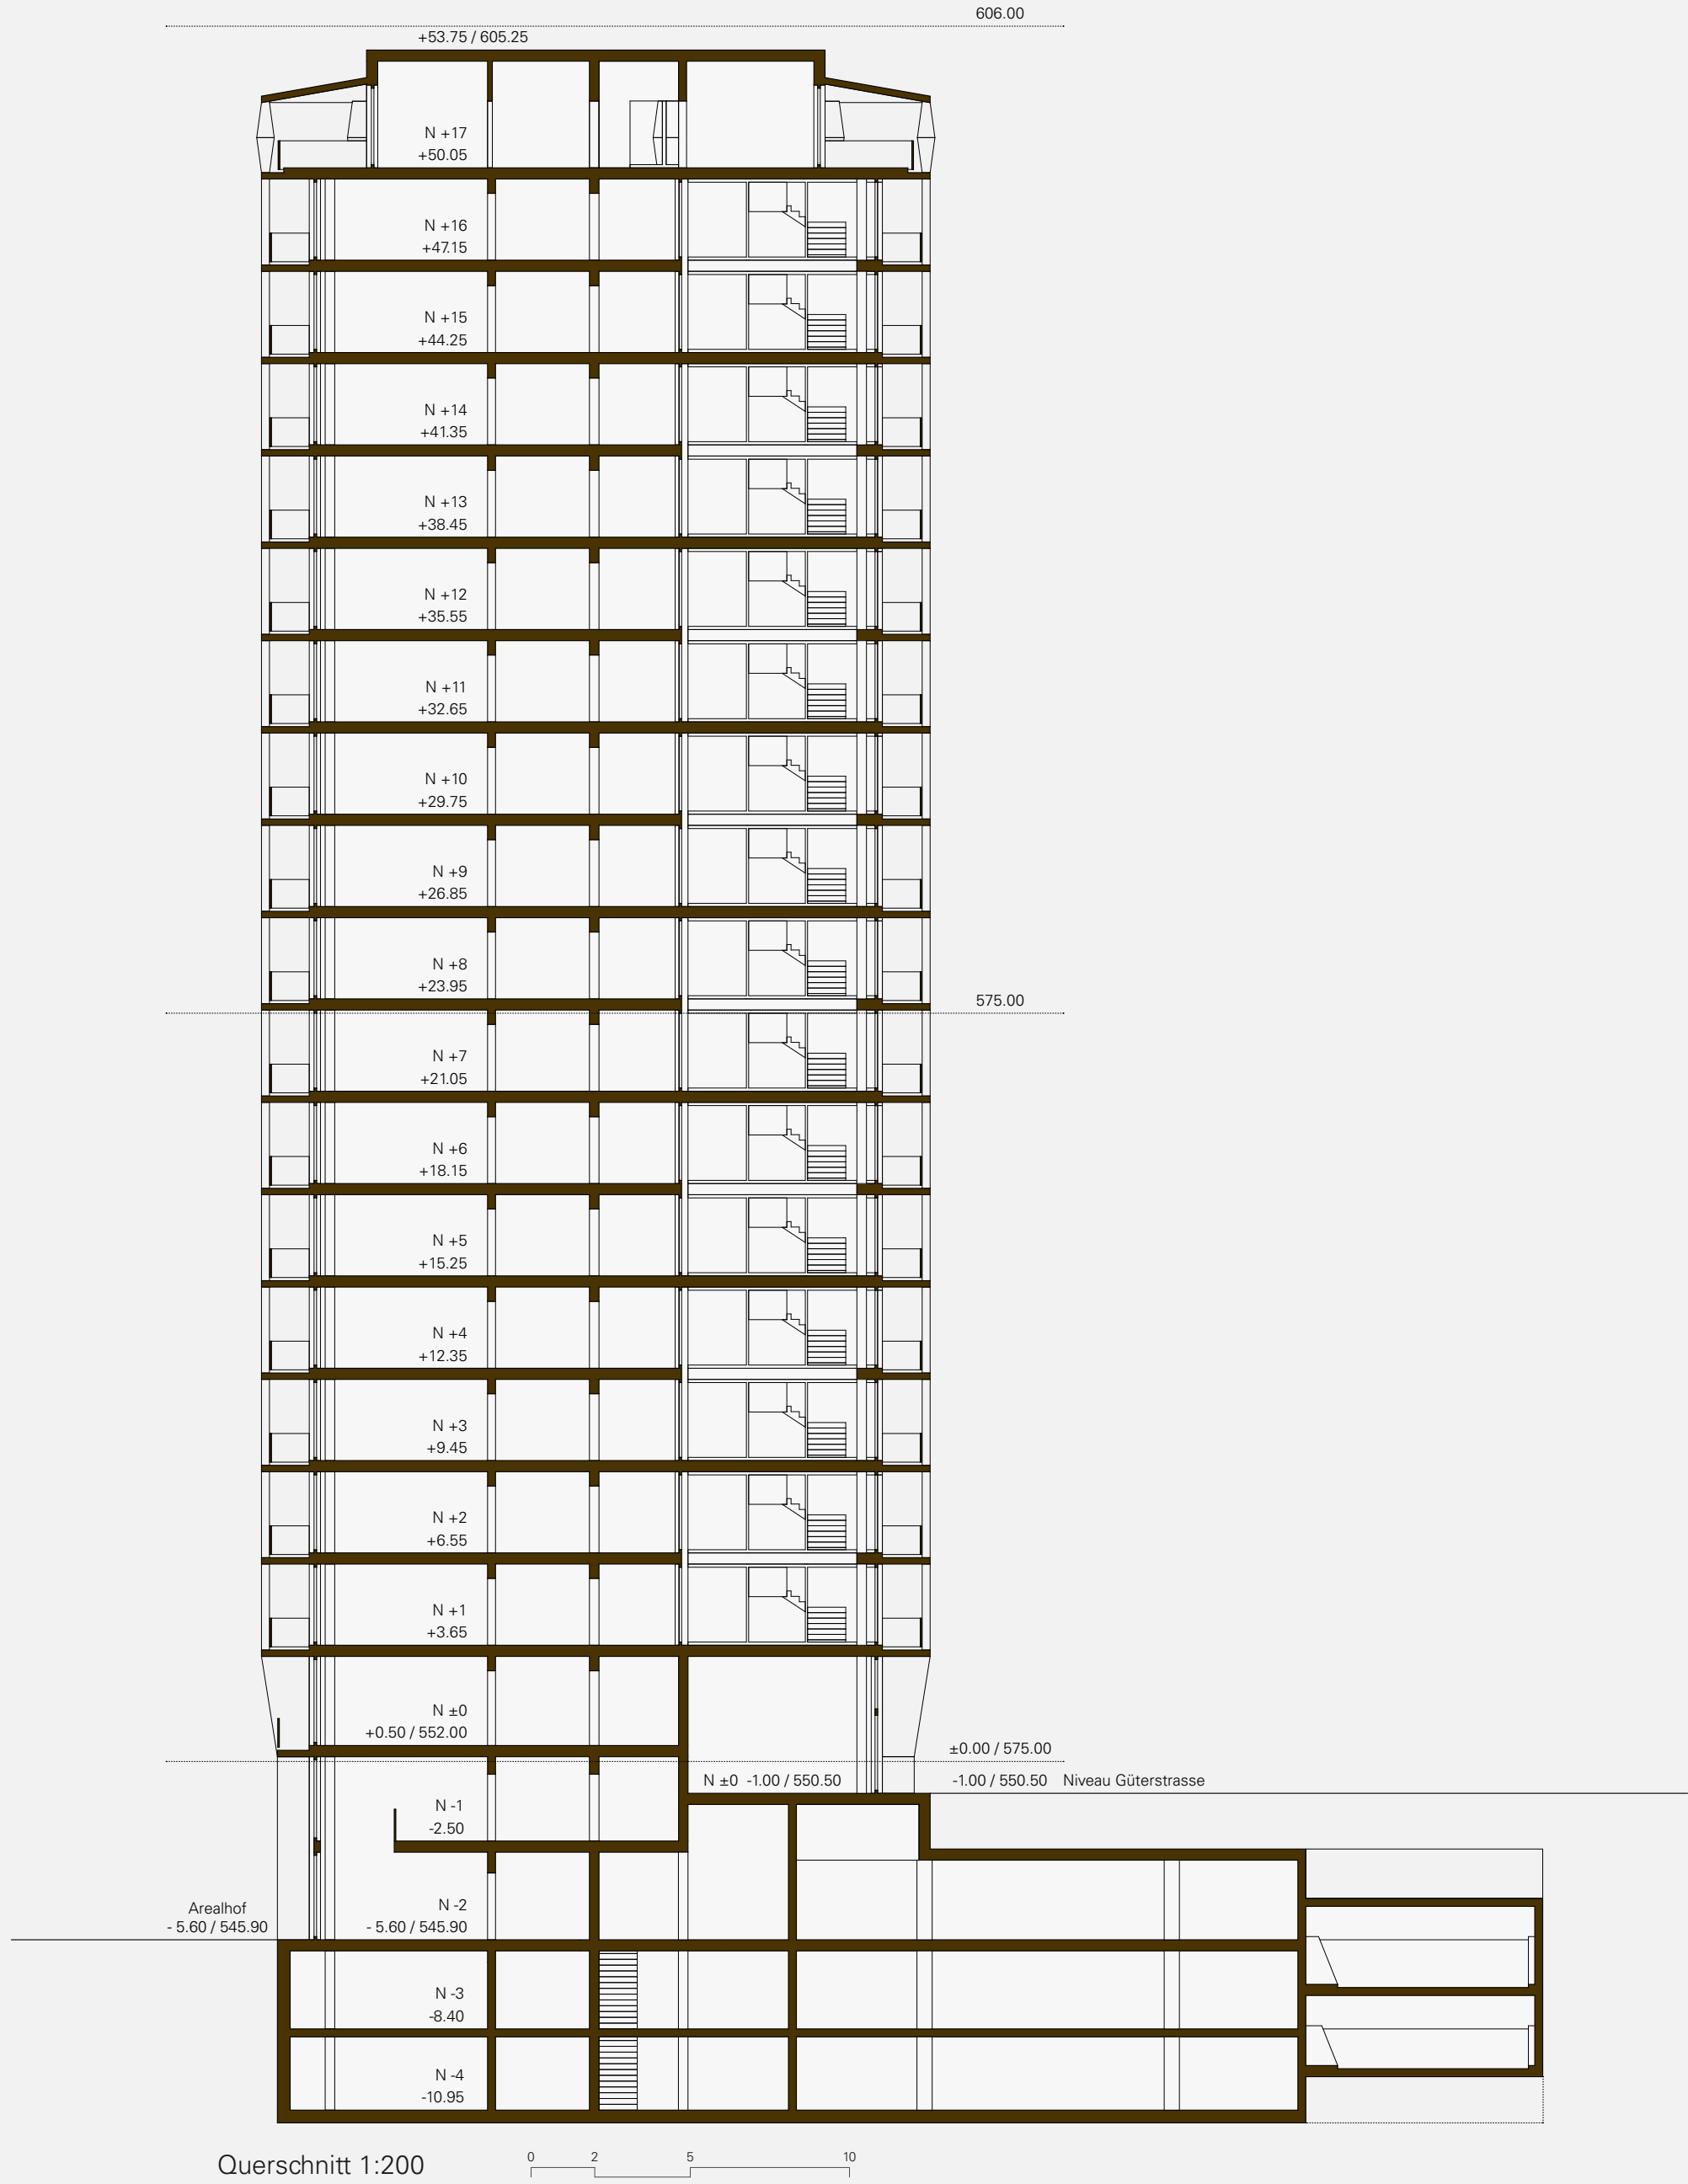 606.00
+53.75 / 605.25
N +17
+50.05
N +16
+47.15
N +15
+44.25
N +14
+41.35
N +13
+38.45
N +12
+35.55
N +11
+32.65
N +10
+29.75
N +9
+26.85
N +8
+23.95
575.00
N +7
+21.05
N +6
+18.15
N +5
+15.25
N +4
+12.35
N +3
+9.45
N +2
+6.55
N +1
+3.65
N ±0
+0.50 / 552.00
±0.00 / 575.00
N ±0 -1.00 / 550.50
-1.00 / 550.50 Niveau Güterstrasse
N -1
-2.50
Arealhof
- 5.60 / 545.90
N -2
- 5.60 / 545.90
N -3
-8.40
N -4
-10.95
Querschnitt 1:200
0 2 5 10